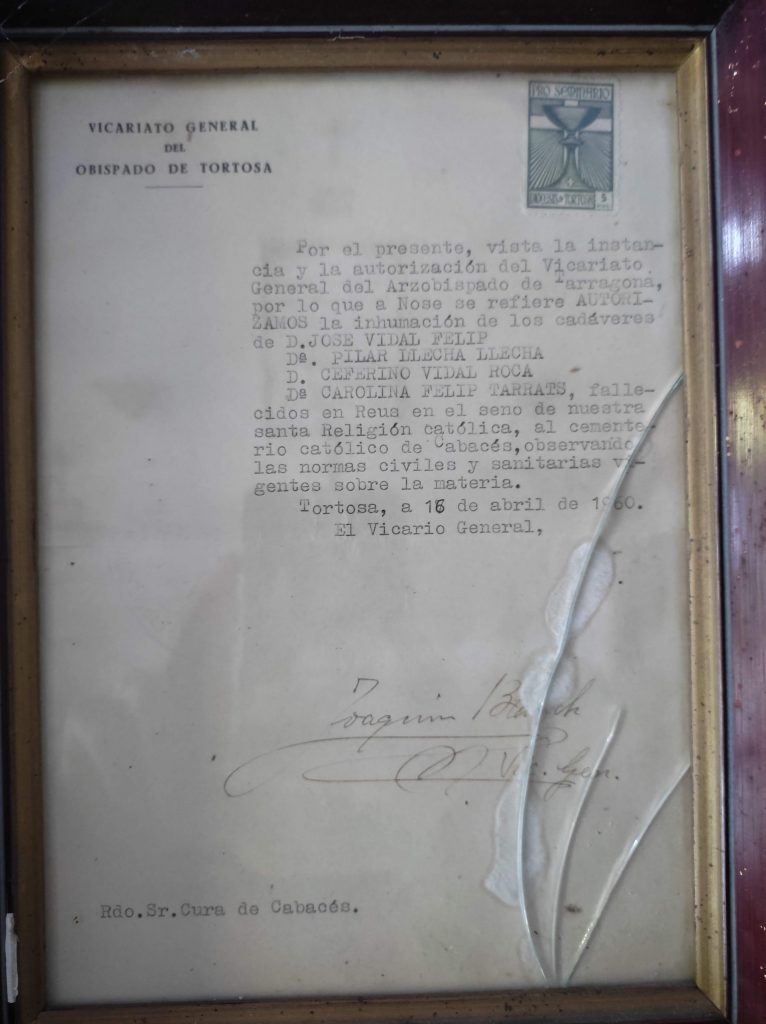 VICARIATO GENERAL
DEL
OBISPADO DE TORTOSA
PRO SEMINARIO
DIOCESIS TORTOSA
5
Por el presente, vista la instan-
cia y la autorización del Vicariato
General del Arzobispado de Tarragona,
por lo que a Nose se refiere AUTORI-
ZAMOS la inhumación de los cadáveres
de D.JOSE VIDAL FELIP
Dª. PILAR LLECHA LLECHA
D. CEFERINO VIDAL ROCA
Dª CAROLINA FELIP TARRATS, falle-
cidos en Reus en el seno de nuestra
santa Religión católica, al cemente-
rio católico de Cabacés,observando
las normas civiles y sanitarias vi-
gentes sobre la materia.
Tortosa, a 16 de abril de 1960.
El Vicario General,
Joaquim
Vic. Gen.
Rdo.Sr.Cura de Cabacés.